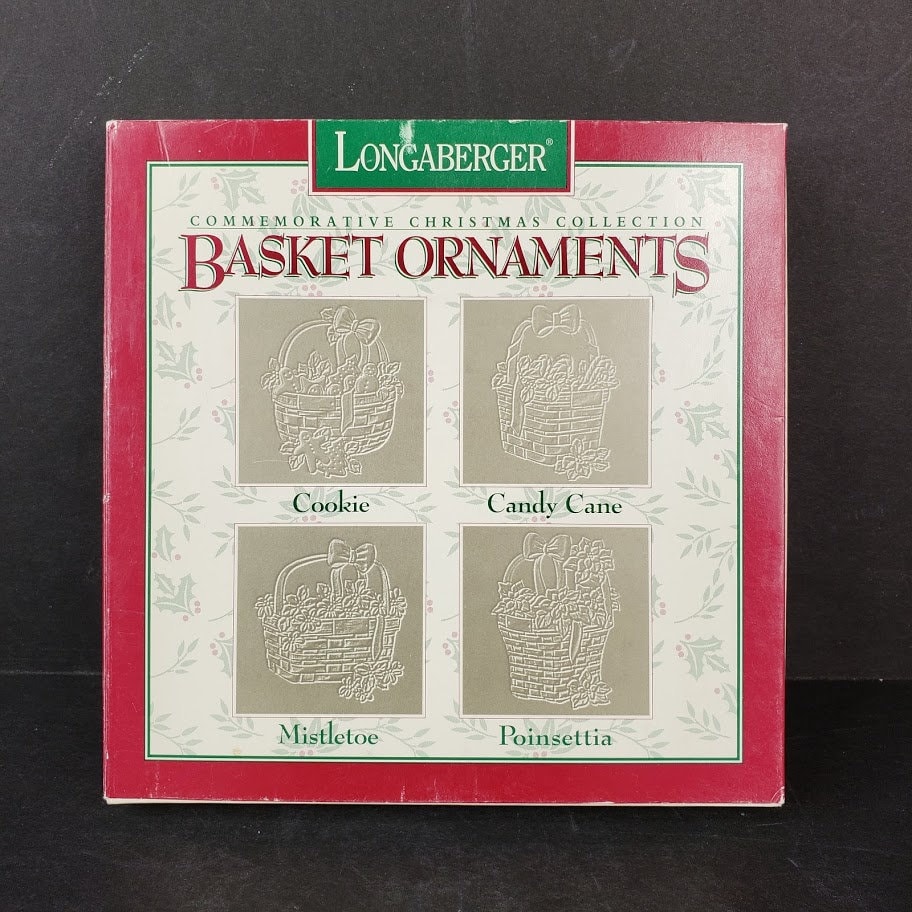 LONGABERGER®
COMMEMORATIVE CHRISTMAS COLLECTION
BASKET ORNAMENTS
Cookie
Candy Cane
Mistletoe
Poinsettia